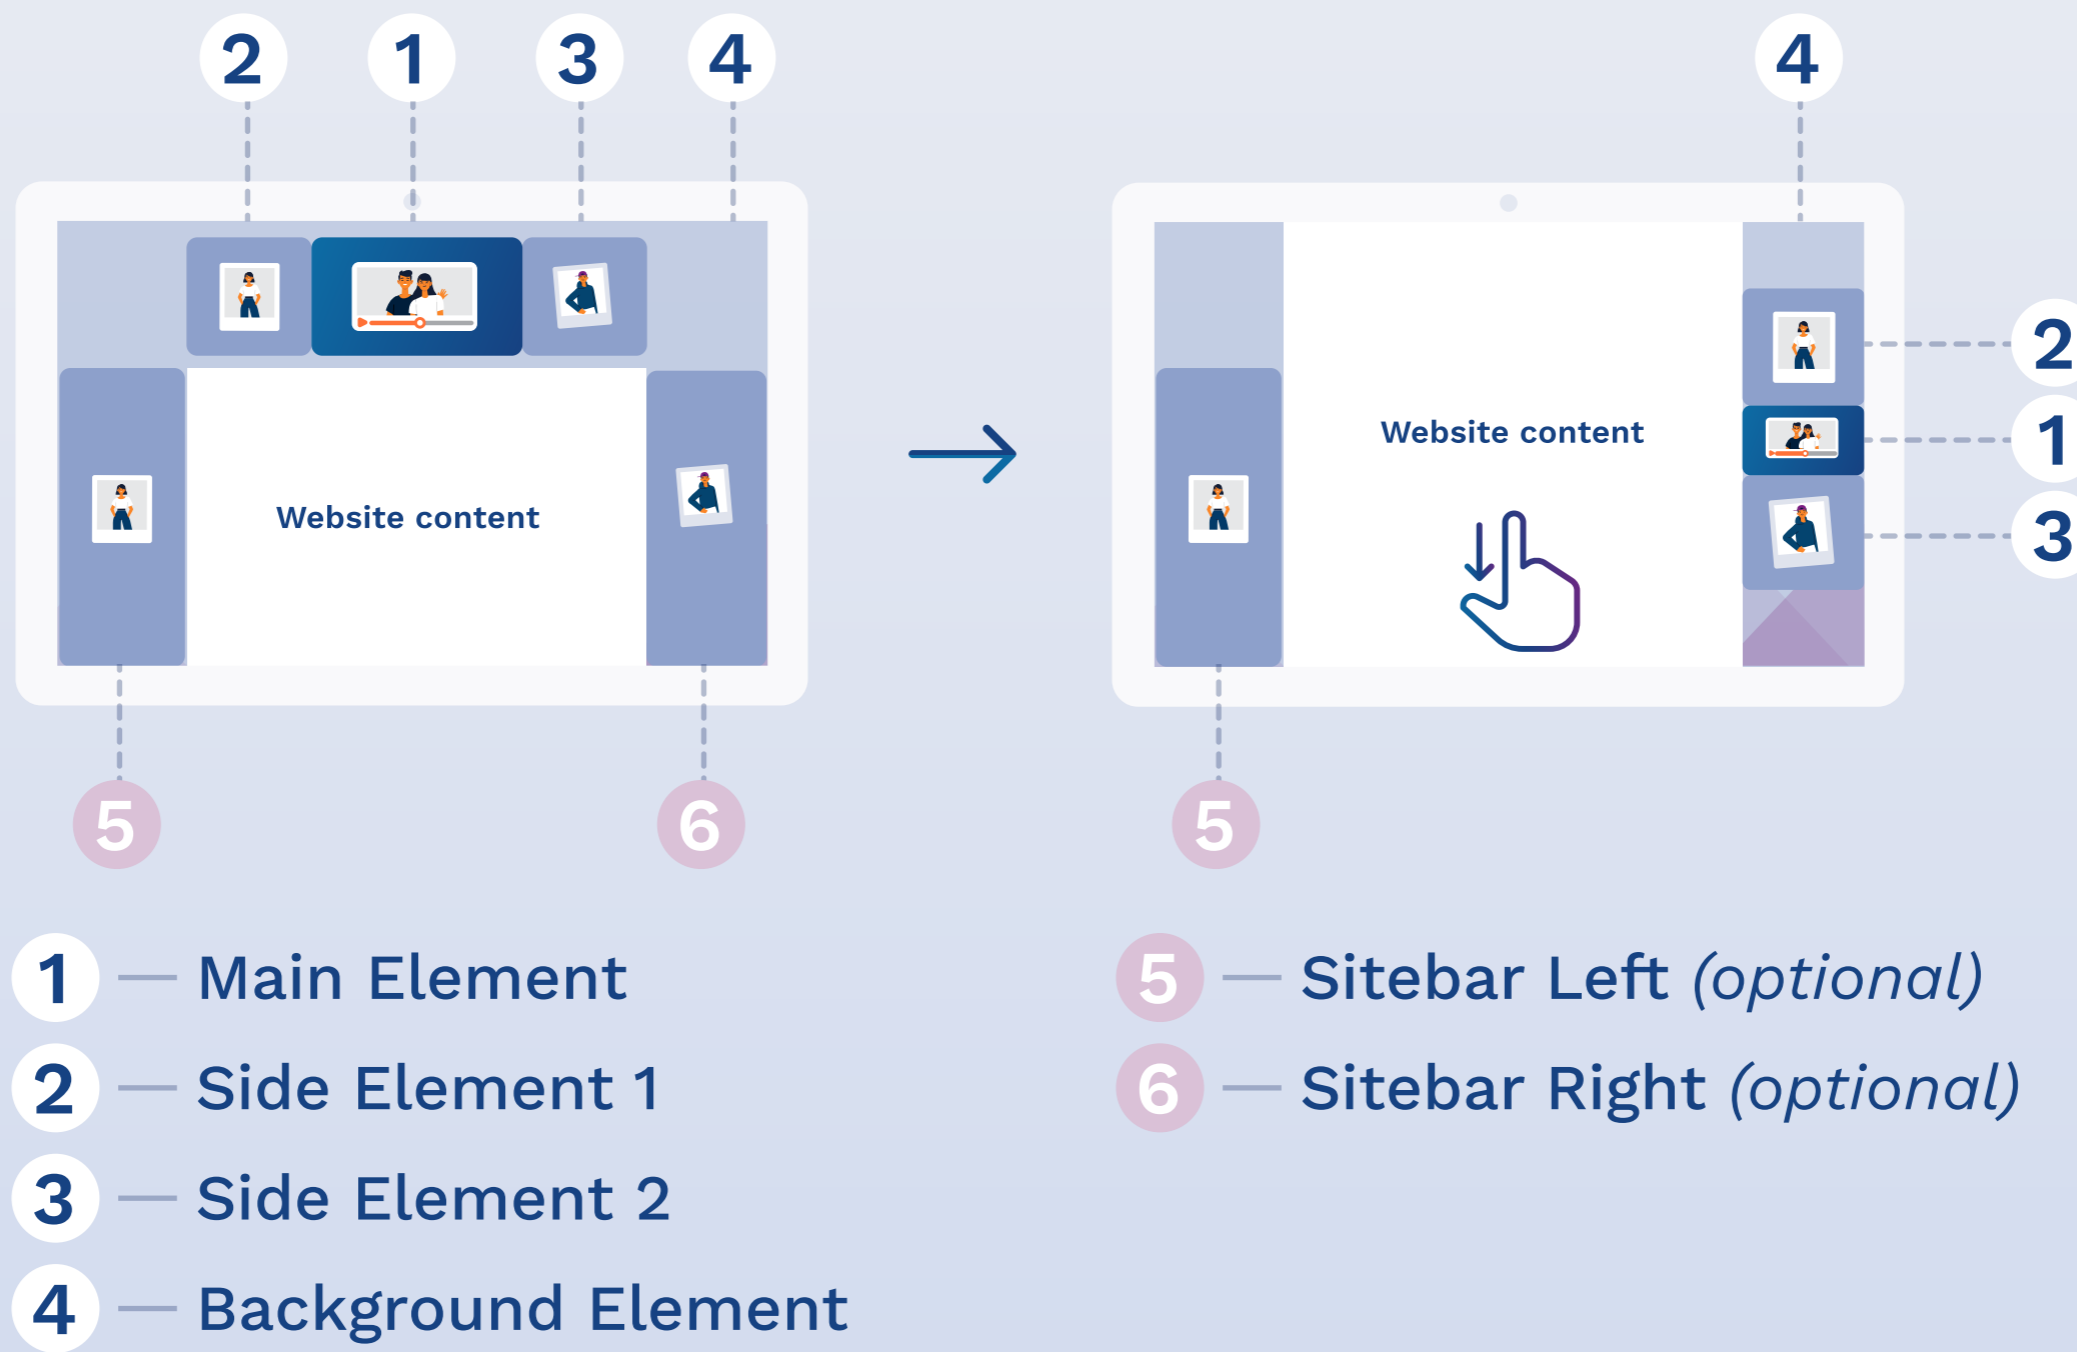 2 1 3 4
4
Website content
5 6
Website content
2
1
3
5
1 — Main Element
2 — Side Element 1
3 — Side Element 2
4 — Background Element
5 — Sitebar Left (optional)
6 — Sitebar Right (optional)